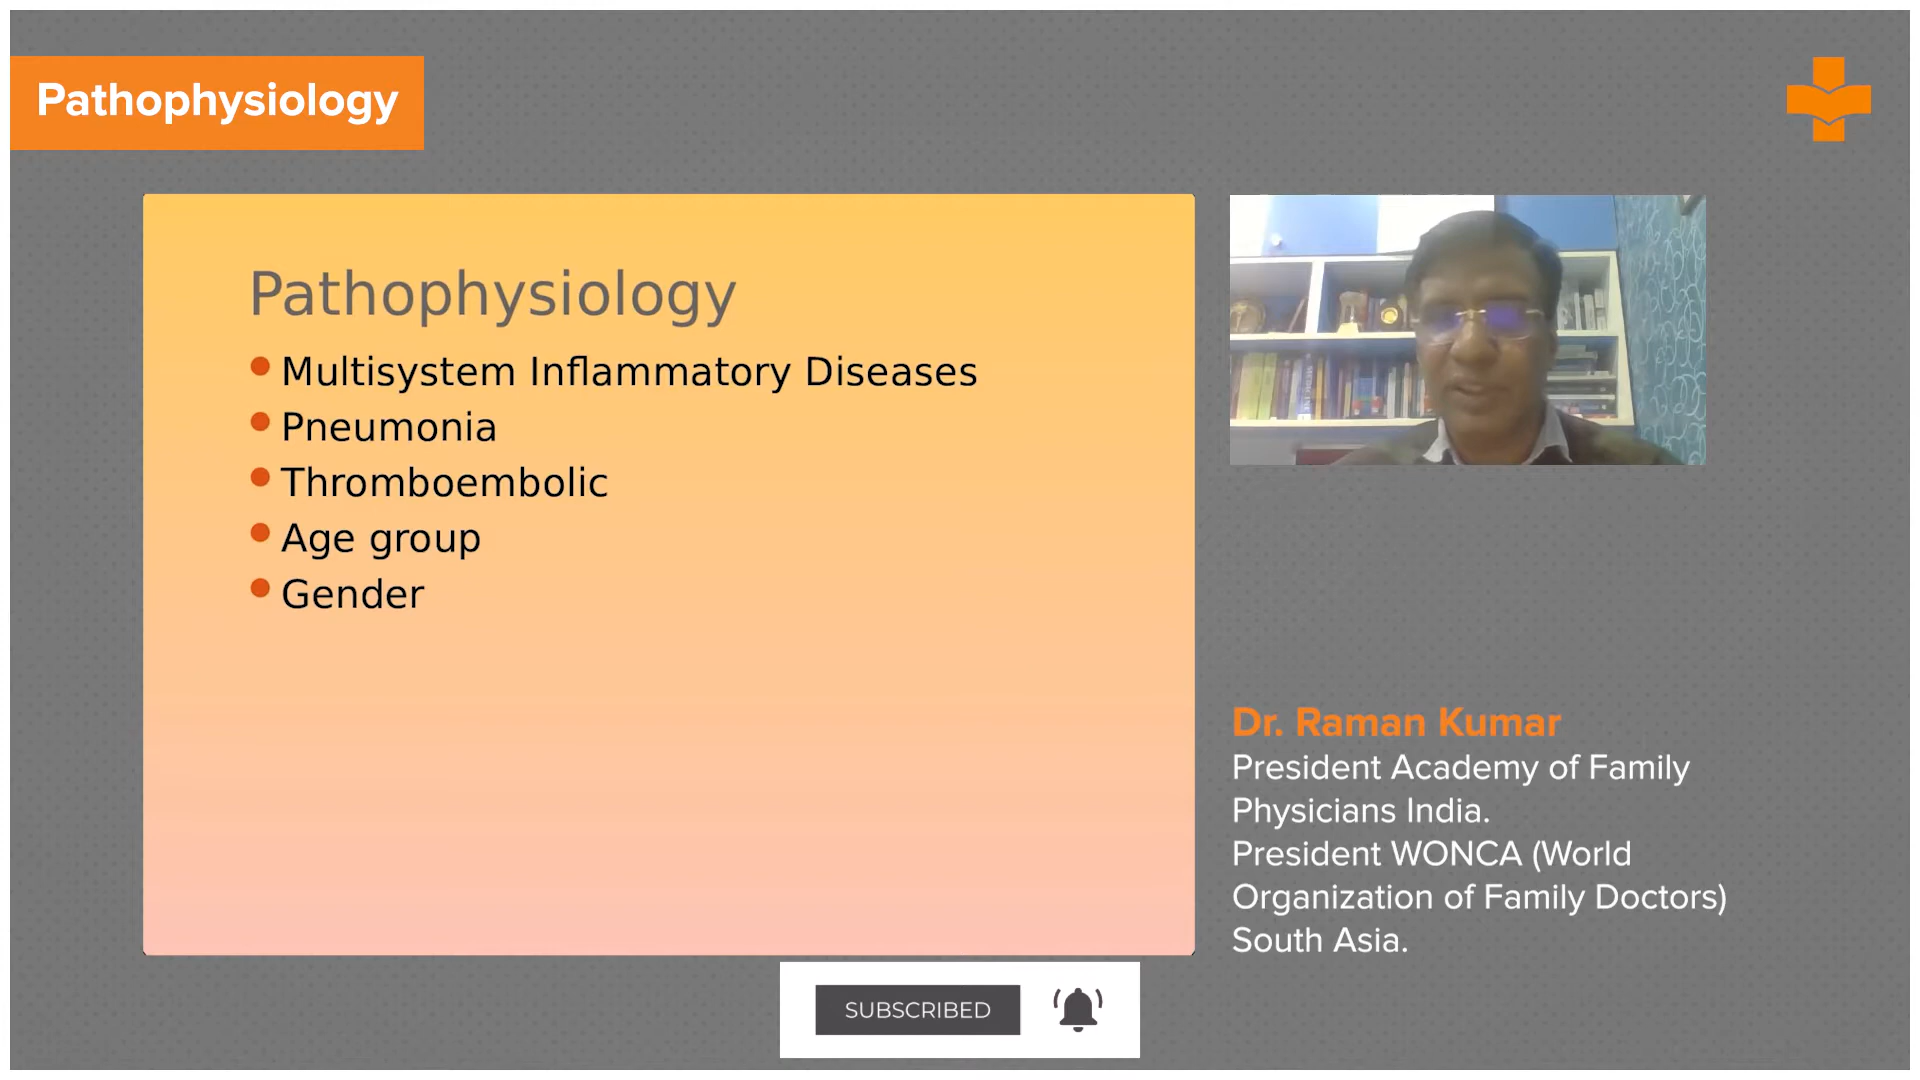 Pathophysiology
Pathophysiology
Multisystem Inflammatory Diseases
Pneumonia
Thromboembolic
Age group
Gender
Dr. Raman Kumar
President Academy of Family
Physicians India.
President WONCA (World
Organization of Family Doctors)
South Asia.
SUBSCRIBED